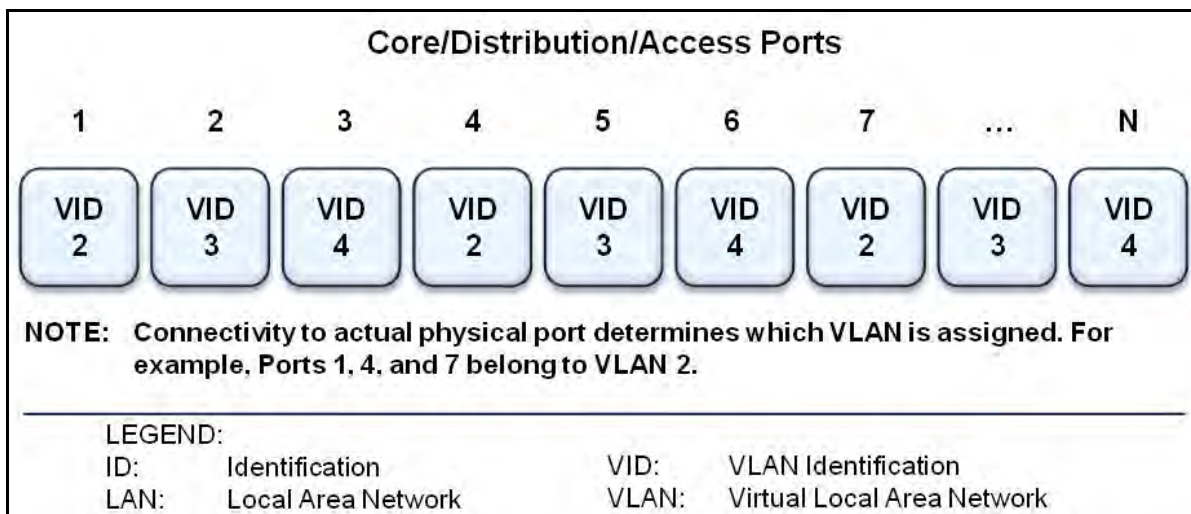 Core/Distribution/Access Ports
1 2 3 4 5 6 7 ... N
VID VID VID VID VID VID VID VID VID
2 3 4 2 3 4 2 3 4
NOTE: Connectivity to actual physical port determines which VLAN is assigned. For
example, Ports 1, 4, and 7 belong to VLAN 2.
LEGEND:
ID: Identification VID: VLAN Identification
LAN: Local Area Network VLAN: Virtual Local Area Network